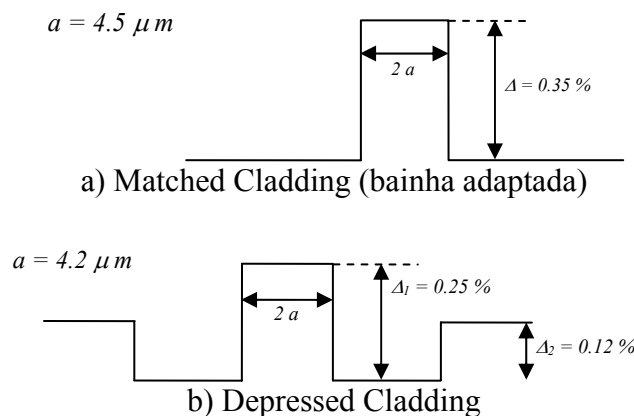 a = 4.5 μ m
2 a
Δ = 0.35 %
a) Matched Cladding (bainha adaptada)
a = 4.2 μ m
2 a
Δ1 = 0.25 %
Δ2 = 0.12 %
b) Depressed Cladding